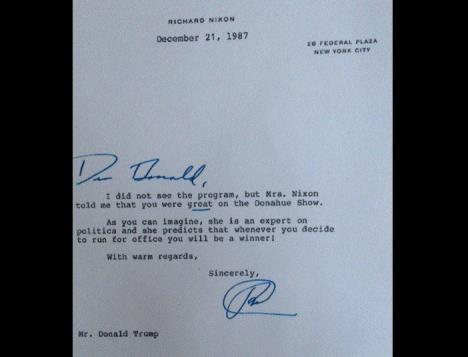 RICHARD NIXON
December 21, 1987
26 FEDERAL PLAZA
NEW YORK CITY
Dear Donald,
I did not see the program, but Mrs. Nixon
told me that you were great on the Donahue Show.
As you can imagine, she is an expert on
politics and she predicts that whenever you decide
to run for office you will be a winner!
With warm regards,
Sincerely,
Mr. Donald Trump